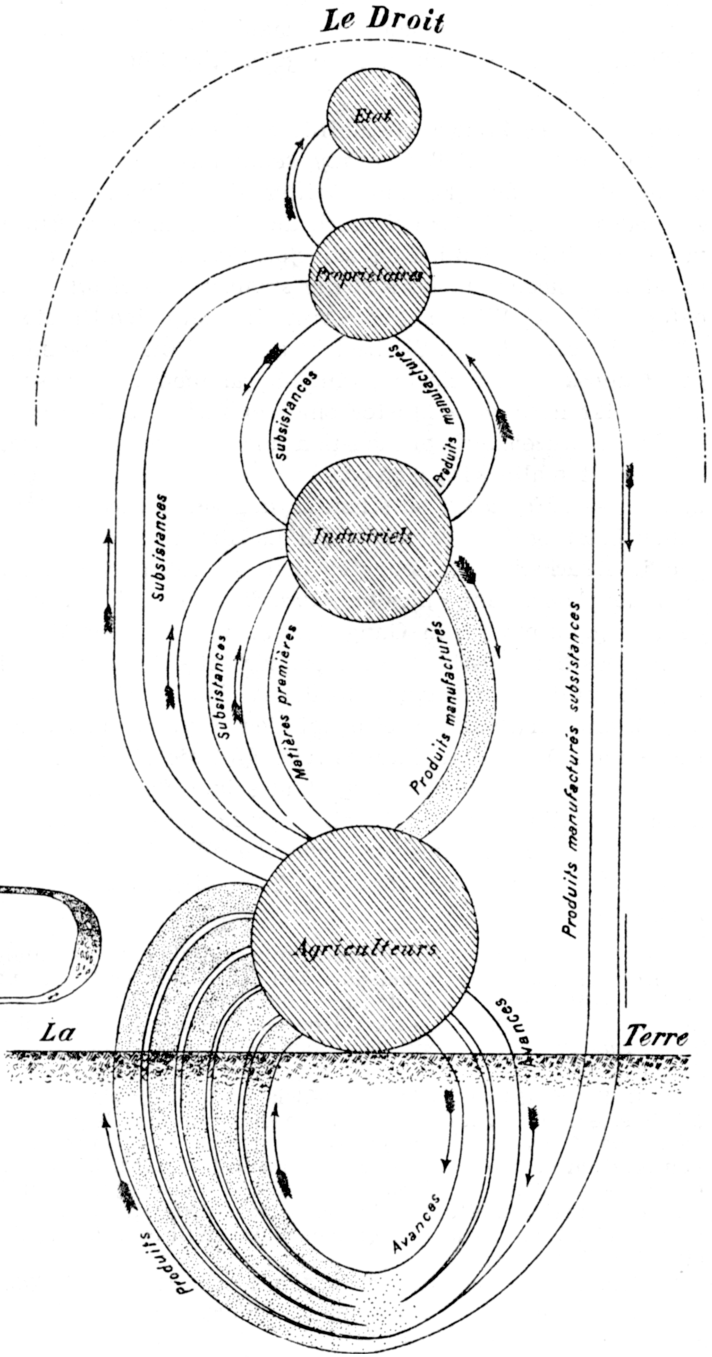 Le Droit
Etat
Propriétaires
Subsistances
Produits manufacturés
Industriels
Subsistances
Subsistances
Matières premières
Produits manufacturés
Produits manufacturés subsistances
Agriculteurs
Avances
La Terre
Avances
Produits